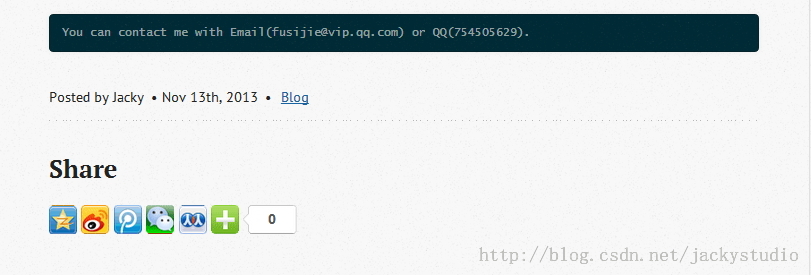 You can contact me with Email(fusijie@vip.qq.com) or QQ(754505629).
Posted by Jacky • Nov 13th, 2013 • Blog
Share
0
http://blog.csdn.net/jackystudio